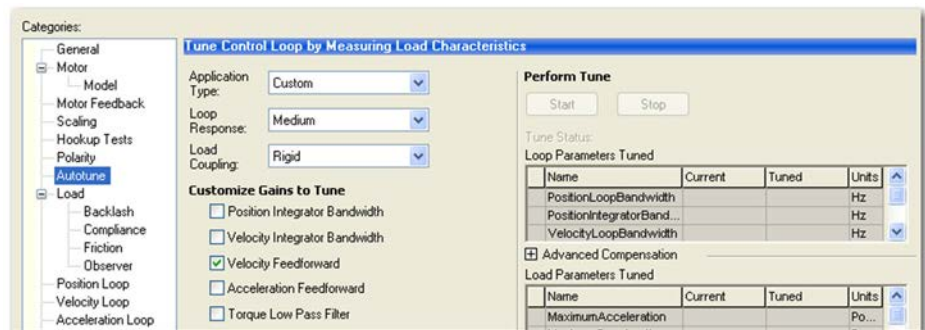 Categories:
General
Motor
Model
Motor Feedback
Scaling
Hookup Tests
Polarity
Autotune
Load
Backlash
Compliance
Friction
Observer
Position Loop
Velocity Loop
Acceleration Loop
Tune Control Loop by Measuring Load Characteristics
Application Type: Custom
Loop Response: Medium
Load Coupling: Rigid
Customize Gains to Tune
Position Integrator Bandwidth
Velocity Integrator Bandwidth
Velocity Feedforward
Acceleration Feedforward
Torque Low Pass Filter
Perform Tune
Start Stop
Tune Status:
Loop Parameters Tuned
Name Current Tuned Units
PositionLoopBandwidth Hz
PositionIntegratorBand... Hz
VelocityLoopBandwidth Hz
Advanced Compensation
Load Parameters Tuned
Name Current Tuned Units
MaximumAcceleration Po...